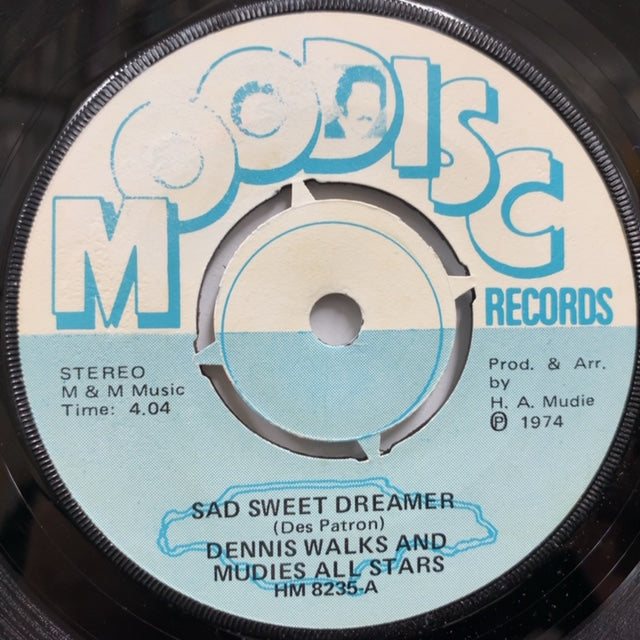 MOODISC
RECORDS
STEREO
M & M Music
Time: 4.04
Prod. & Arr.
by
H. A. Mudie
℗ 1974
SAD SWEET DREAMER
(Des Patron)
DENNIS WALKS AND
MUDIES ALL STARS
HM 8235-A